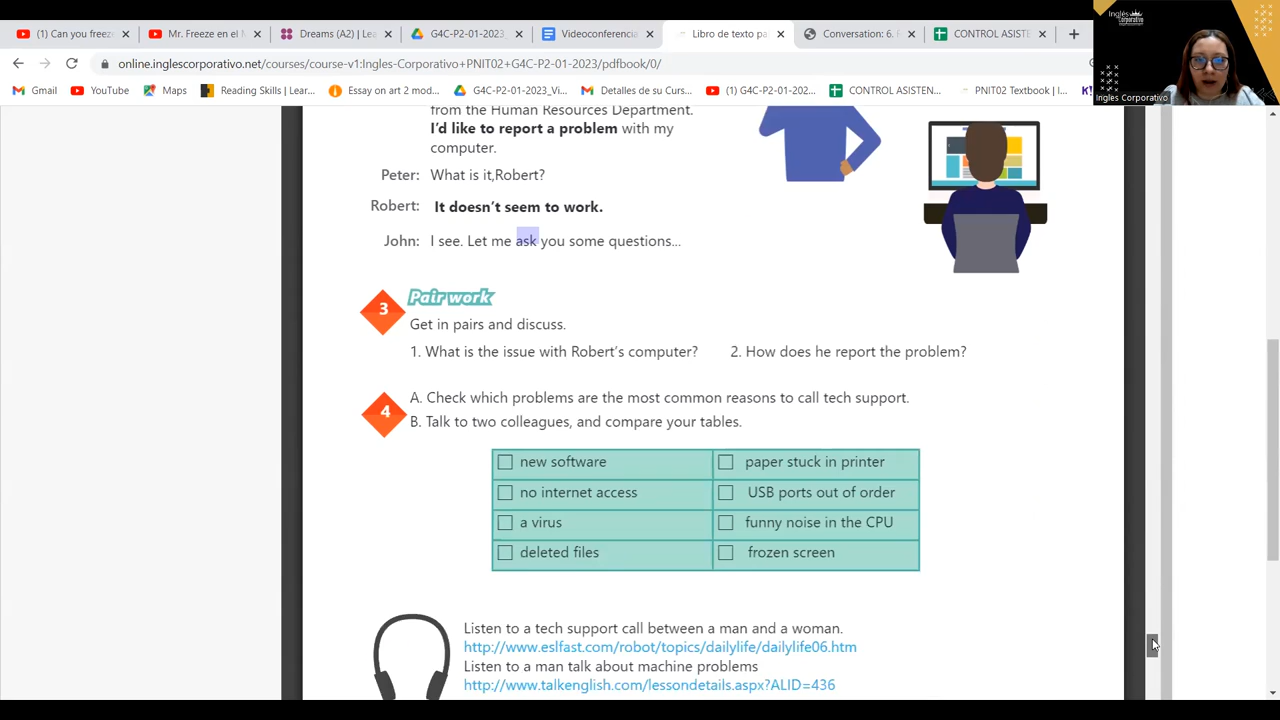 (1) Can you freez
Mr. Freeze en el M
Dreams (A2) | Lea
G4C-P2-01-2023_
Videoconferencia
Libro de texto pa
Conversation: 6. F
CONTROL ASISTE
online.inglescorporativo.net/courses/course-v1:Ingles-Corporativo+PNIT02+G4C-P2-01-2023/pdfbook/0/
Gmail
YouTube
Maps
Reading Skills | Lear...
Essay on art 2 mod...
G4C-P2-01-2023_Vi...
Detalles de su Curs...
(1) G4C-P2-01-202...
CONTROL ASISTEN...
PNIT02 Textbook | I...
Inglés
Corporativo
Ingles Corporativo
from the Human Resources Department.
I'd like to report a problem with my
computer.
Peter: What is it,Robert?
Robert: It doesn't seem to work.
John: I see. Let me ask you some questions...
3 Pair work
Get in pairs and discuss.
1. What is the issue with Robert's computer? 2. How does he report the problem?
4 A. Check which problems are the most common reasons to call tech support.
B. Talk to two colleagues, and compare your tables.
new software paper stuck in printer
no internet access USB ports out of order
a virus funny noise in the CPU
deleted files frozen screen
Listen to a tech support call between a man and a woman.
http://www.eslfast.com/robot/topics/dailylife/dailylife06.htm
Listen to a man talk about machine problems
http://www.talkenglish.com/lessondetails.aspx?ALID=436